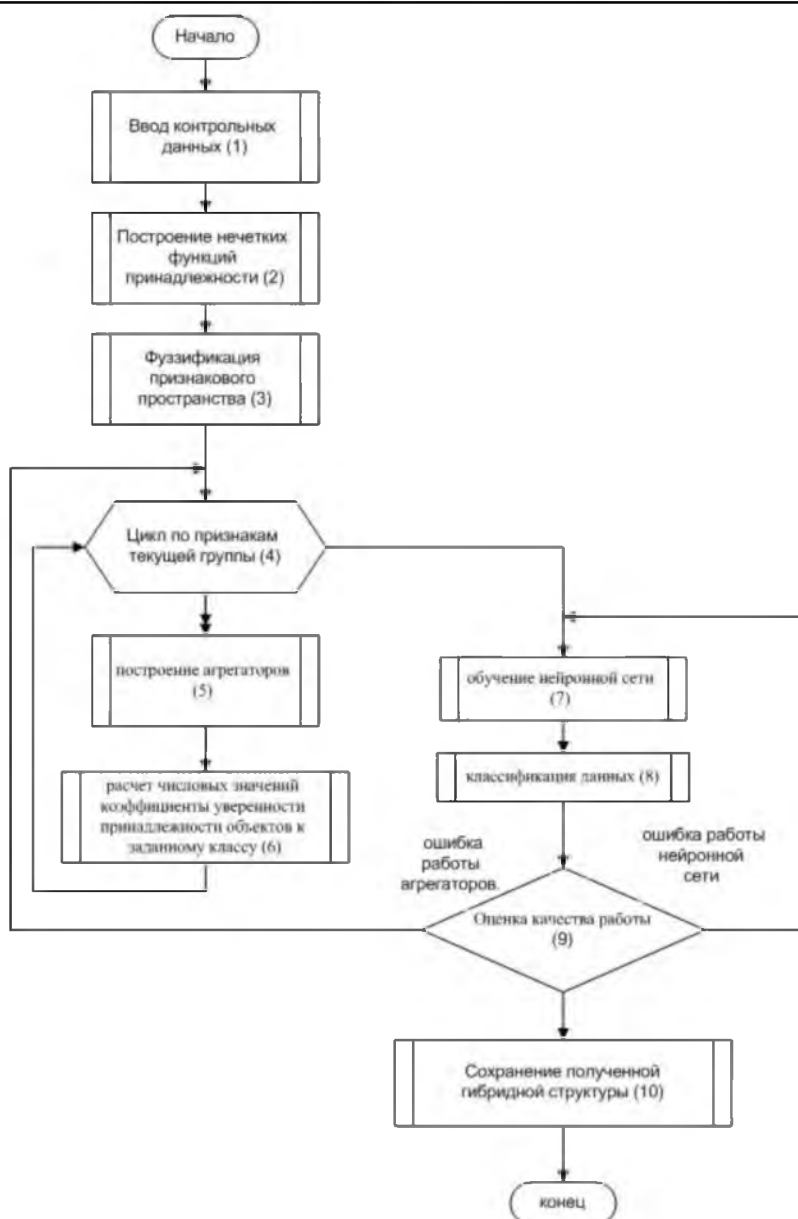 Начало
Ввод контрольных
данных (1)
Построение нечетких
функций
принадлежности (2)
Фуззификация
признакового
пространства (3)
Цикл по признакам
текущей группы (4)
построение агрегаторов
(5)
расчет числовых значений
коэффициенты уверенности
принадлежности объектов к
заданному классу (6)
обучение нейронной сети
(7)
классификация данных (8)
ошибка
работы
агрегаторов.
ошибка работы
нейронной
сети
Оценка качества работы
(9)
Сохранение полученной
гибридной структуры (10)
конец